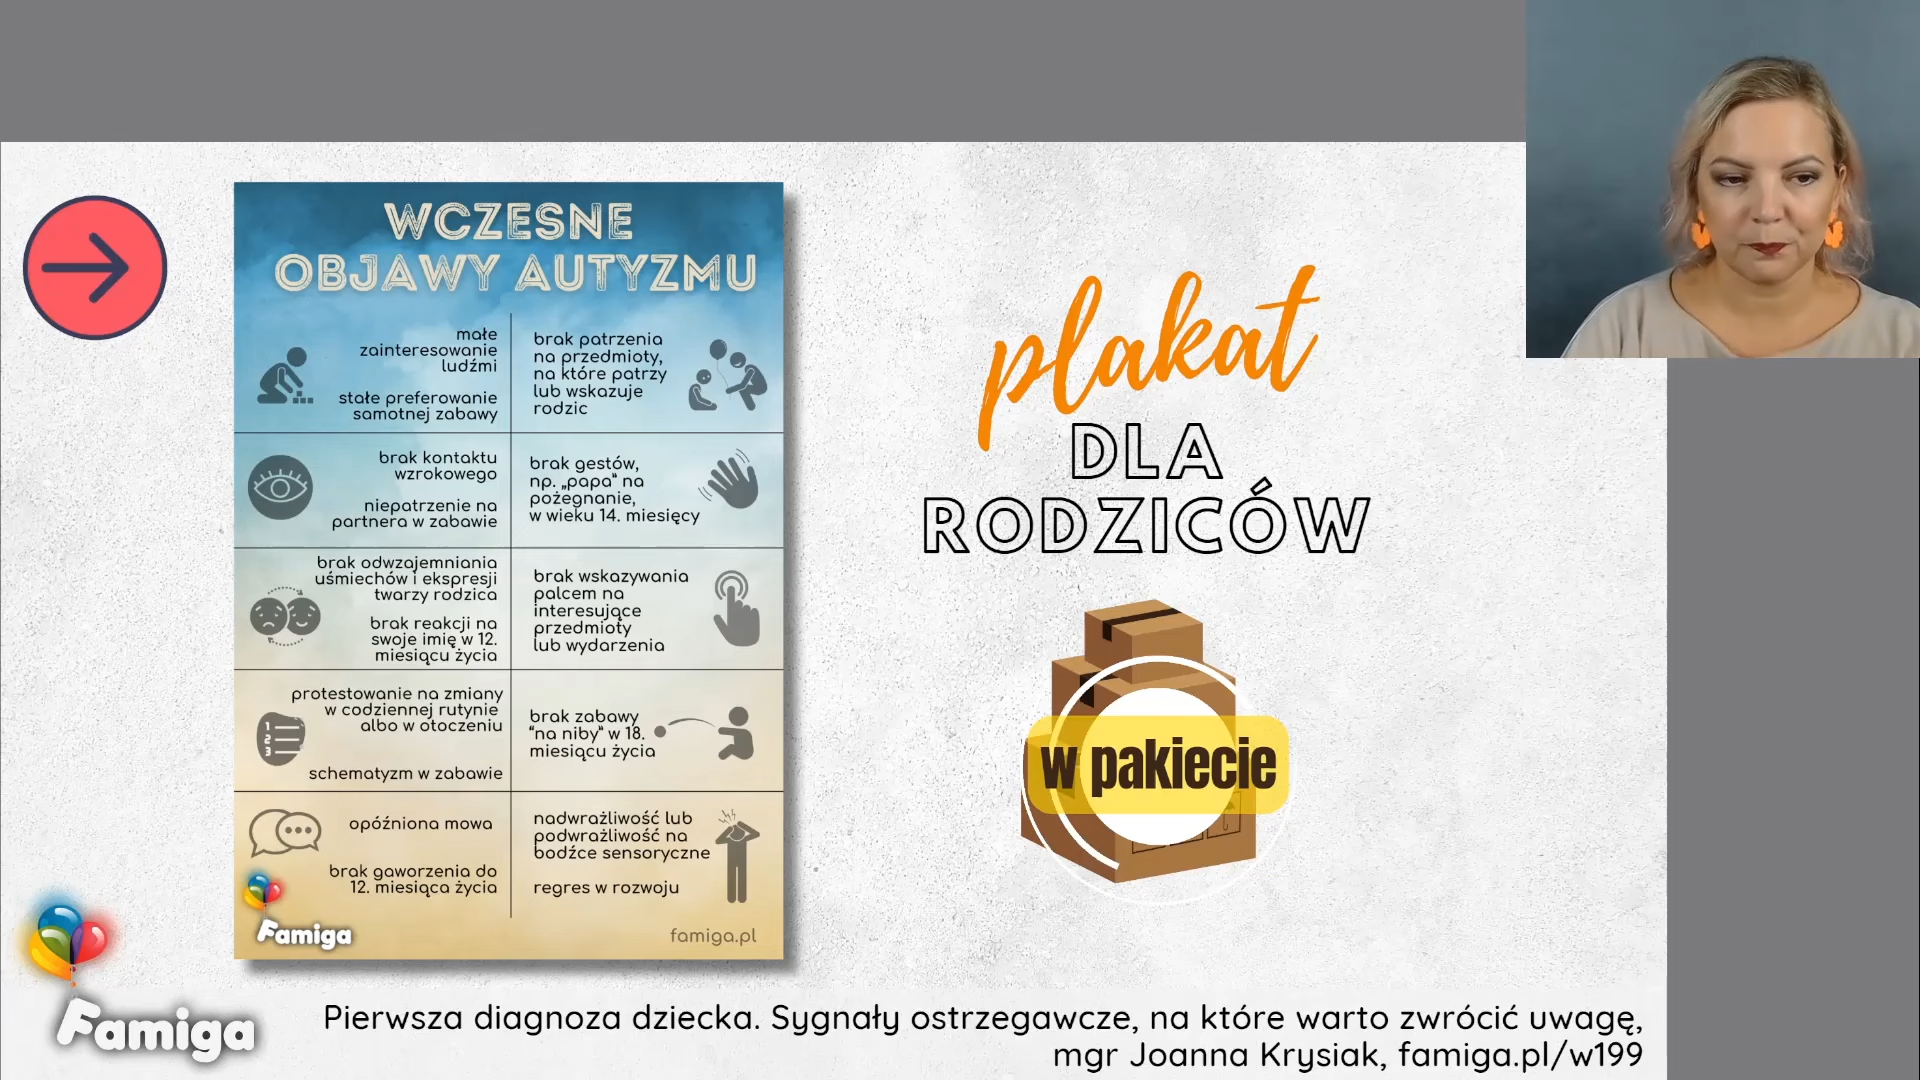 WCZESNE
OBJAWY AUTYZMU
małe
zainteresowanie
ludźmi
stałe preferowanie
samotnej zabawy
brak patrzenia
na przedmioty,
na które patrzy
lub wskazuje
rodzic
brak kontaktu
wzrokowego
niepatrzenie na
partnera w zabawie
brak gestów,
np. „papa” na
pożegnanie,
w wieku 14. miesięcy
brak odwzajemniania
uśmiechów i ekspresji
twarzy rodzica
brak reakcji na
swoje imię w 12.
miesiącu życia
brak wskazywania
palcem na
interesujące
przedmioty
lub wydarzenia
protestowanie na zmiany
w codziennej rutynie
albo w otoczeniu
1
2
3
schematyzm w zabawie
brak zabawy
"na niby" w 18.
miesiącu życia
opóźniona mowa
brak gaworzenia do
12. miesiąca życia
nadwrażliwość lub
podwrażliwość na
bodźce sensoryczne
regres w rozwoju
Famiga
famiga.pl
plakat
DLA
RODZICÓW
w pakiecie
Famiga
Pierwsza diagnoza dziecka. Sygnały ostrzegawcze, na które warto zwrócić uwagę,
mgr Joanna Krysiak, famiga.pl/w199